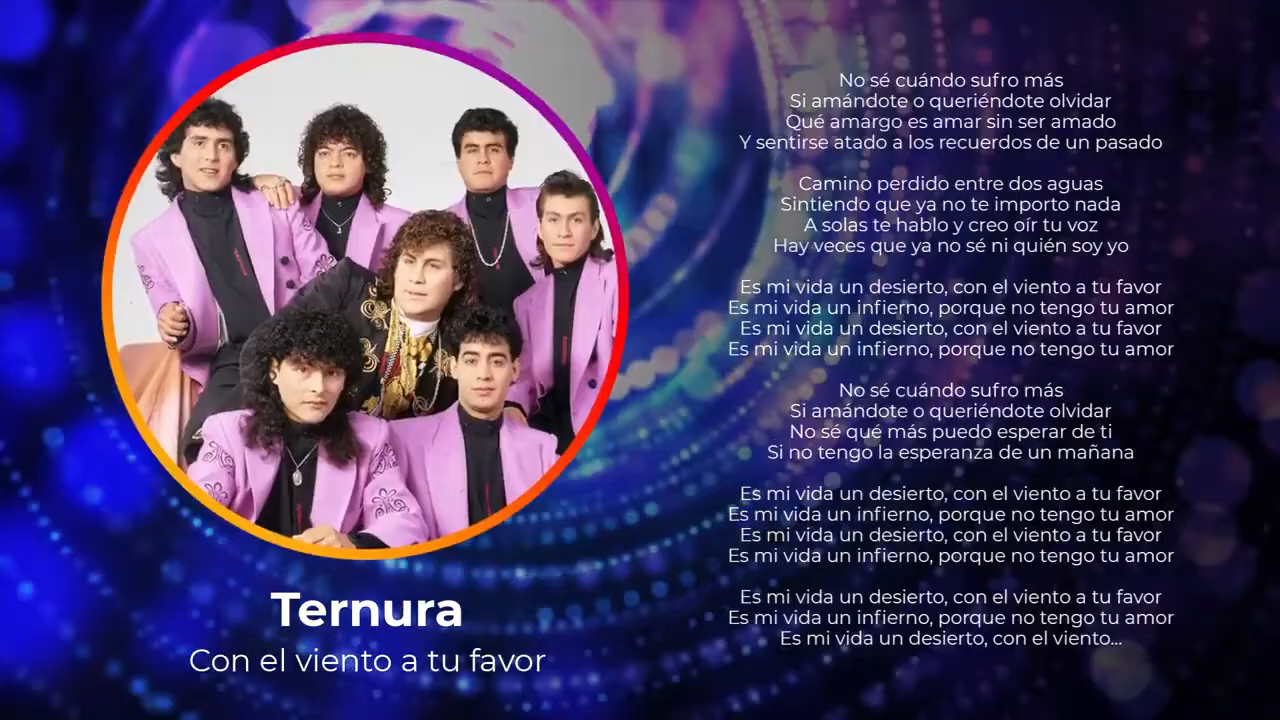 No sé cuándo sufro más
Si amándote o queriéndote olvidar
Qué amargo es amar sin ser amado
Y sentirse atado a los recuerdos de un pasado
Camino perdido entre dos aguas
Sintiendo que ya no te importo nada
A solas te hablo y creo oír tu voz
Hay veces que ya no sé ni quién soy yo
Es mi vida un desierto, con el viento a tu favor
Es mi vida un infierno, porque no tengo tu amor
Es mi vida un desierto, con el viento a tu favor
Es mi vida un infierno, porque no tengo tu amor
No sé cuándo sufro más
Si amándote o queriéndote olvidar
No sé qué más puedo esperar de ti
Si no tengo la esperanza de un mañana
Es mi vida un desierto, con el viento a tu favor
Es mi vida un infierno, porque no tengo tu amor
Es mi vida un desierto, con el viento a tu favor
Es mi vida un infierno, porque no tengo tu amor
Es mi vida un desierto, con el viento a tu favor
Es mi vida un infierno, porque no tengo tu amor
Es mi vida un desierto, con el viento...
Ternura
Con el viento a tu favor